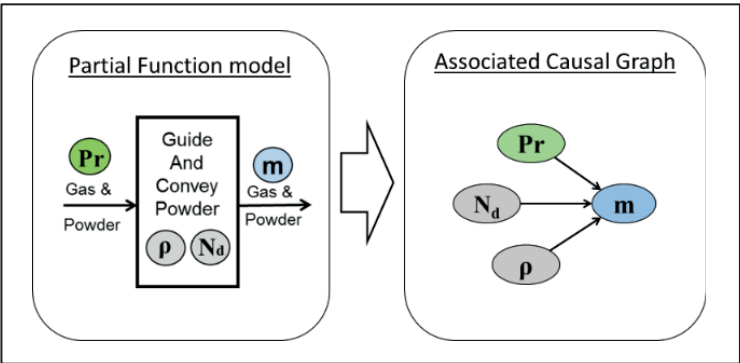 Partial Function model
Pr
Gas &
Powder
Guide
And
Convey
Powder
ρ Nd
m
Gas &
Powder
Associated Causal Graph
Pr
Nd
ρ
m